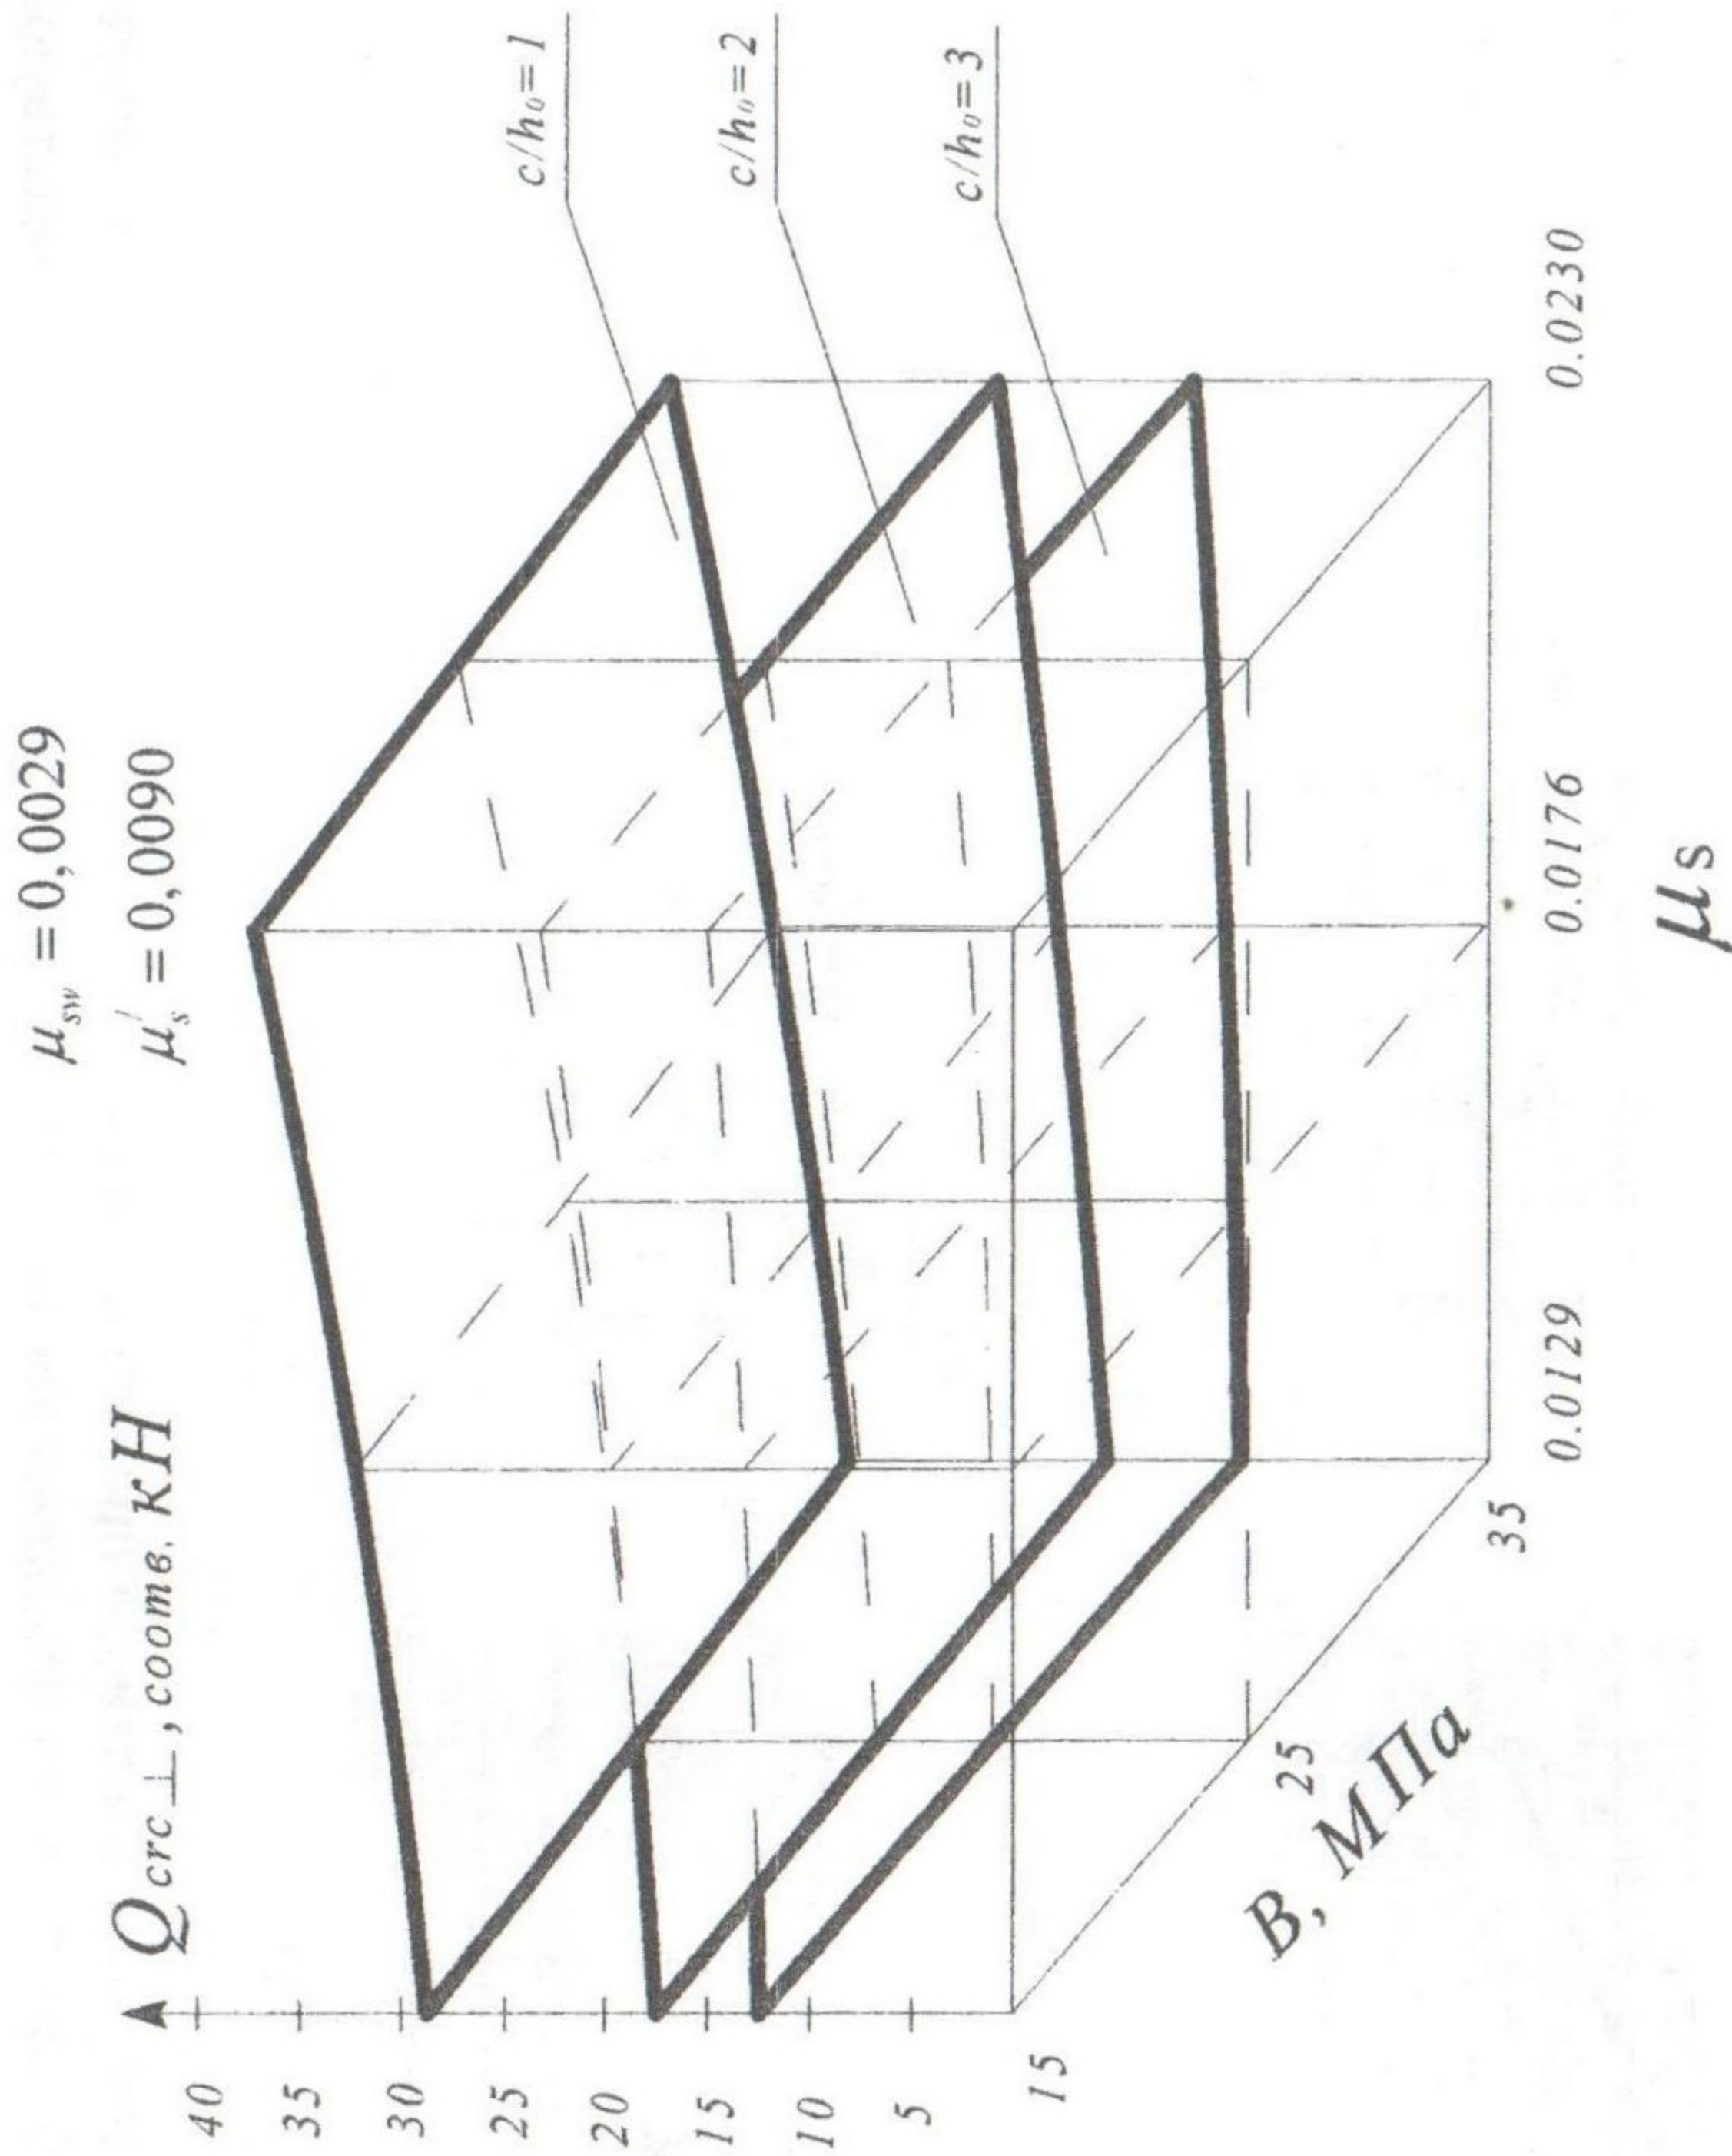 μsw = 0,0029
μ's = 0,0090
Qcrc⊥, соотв. кН
40
35
30
25
20
15
10
5
c/h0=1
c/h0=2
c/h0=3
15
25
35
B, МПа
0.0129
0.0176
0.0230
μs